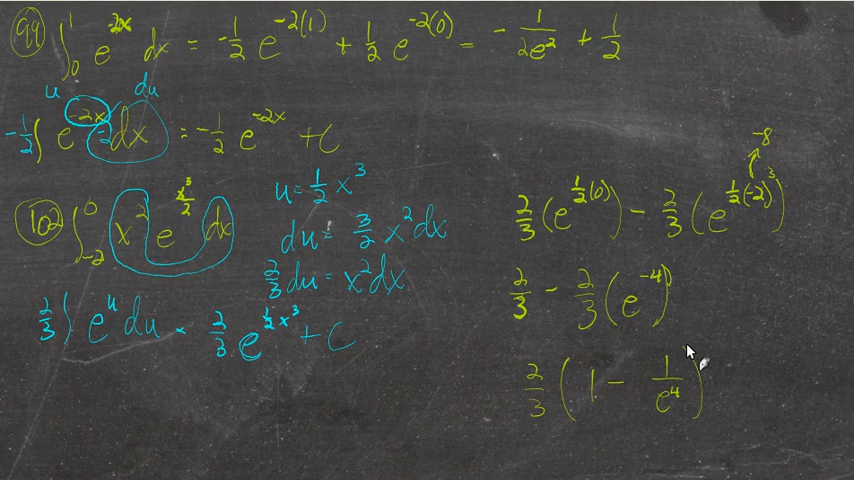 99 ∫₀¹ e^(-2x) dx = -1/2 e^(-2(1)) + 1/2 e^(-2(0)) = - 1/(2e²) + 1/2
u du
-1/2 ∫ e^(-2x) -2 dx = -1/2 e^(-2x) + C
102 ∫₋₂⁰ x² e^(x³/2) dx
u = 1/2 x³
du = 3/2 x² dx
2/3 du = x² dx
2/3 ∫ e^u du = 2/3 e^(1/2 x³) + C
-8
2/3 (e^(1/2(0))) - 2/3 (e^(1/2(-2)³))
2/3 - 2/3 (e^(-4))
2/3 (1 - 1/e⁴)